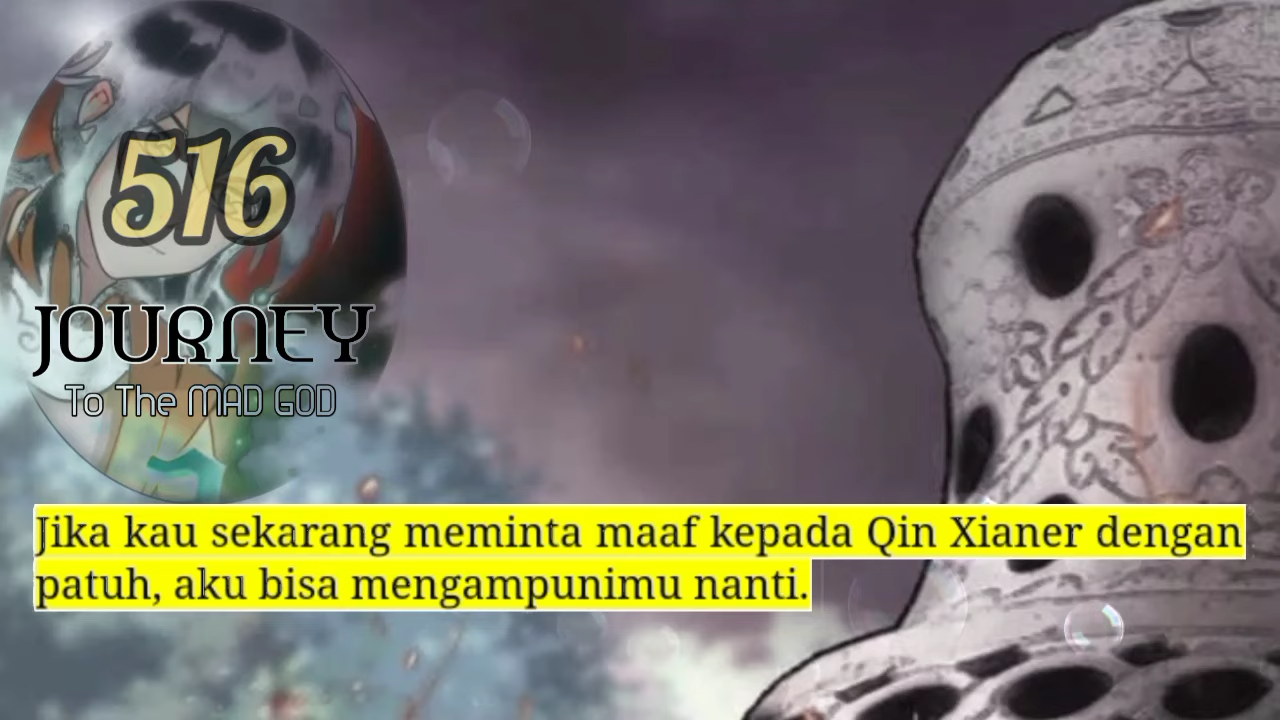 516
JOURNEY
To The MAD GOD
Jika kau sekarang meminta maaf kepada Qin Xianer dengan
patuh, aku bisa mengampunimu nanti.